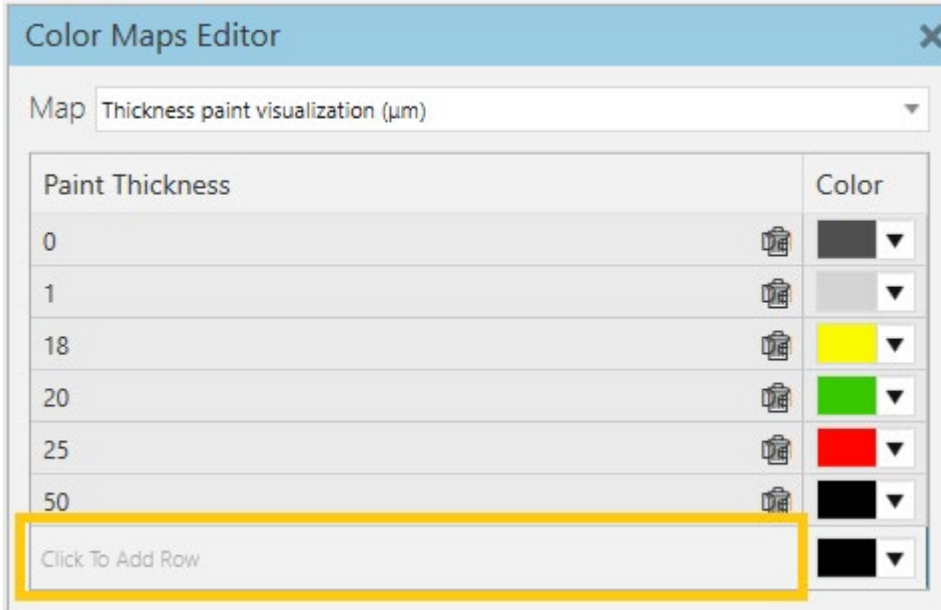 Color Maps Editor
Map Thickness paint visualization (μm)
Paint Thickness Color
0
1
18
20
25
50
Click To Add Row